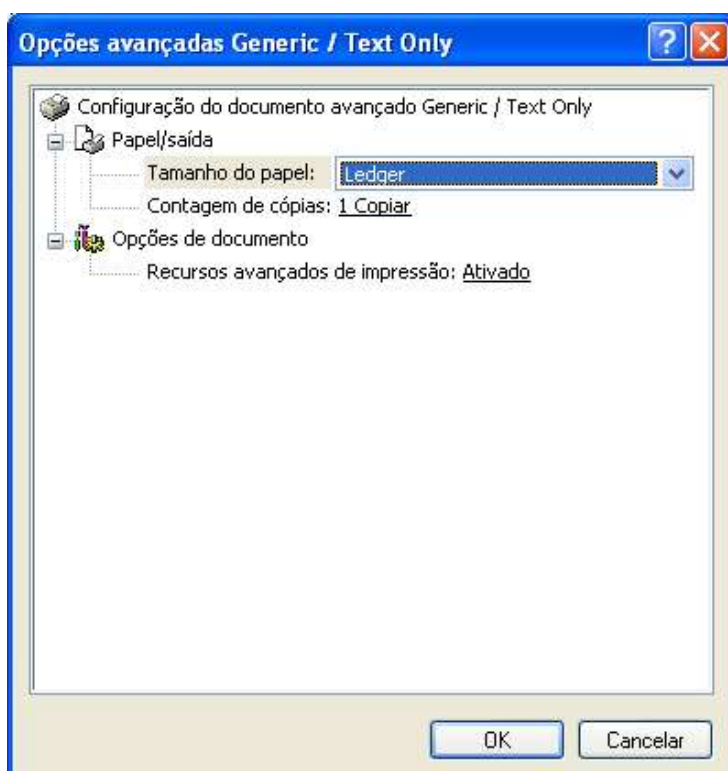 Opções avançadas Generic / Text Only
Configuração do documento avançado Generic / Text Only
Papel/saída
Tamanho do papel: Ledger
Contagem de cópias: 1 Copiar
Opções de documento
Recursos avançados de impressão: Ativado
OK Cancelar